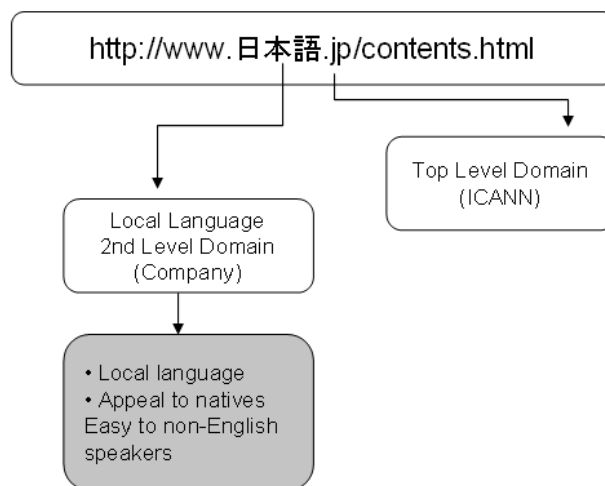 http://www.日本語.jp/contents.html
Top Level Domain
(ICANN)
Local Language
2nd Level Domain
(Company)
• Local language
• Appeal to natives
Easy to non-English
speakers